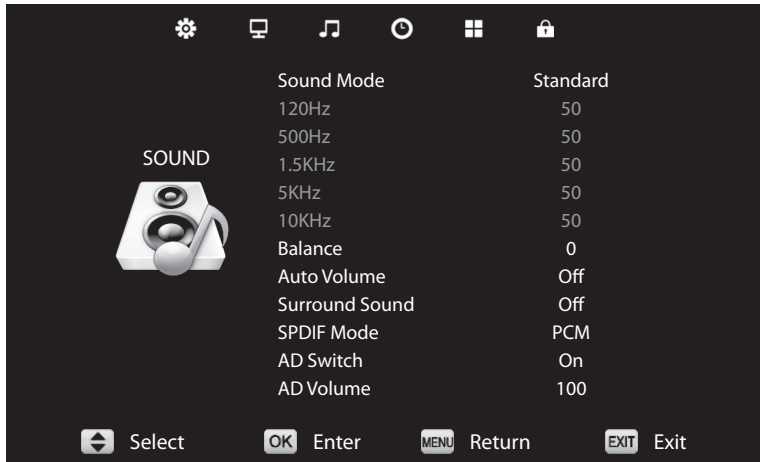 Sound Mode Standard
120Hz 50
500Hz 50
SOUND
1.5KHz 50
5KHz 50
10KHz 50
Balance 0
Auto Volume Off
Surround Sound Off
SPDIF Mode PCM
AD Switch On
AD Volume 100
Select OK Enter MENU Return EXIT Exit